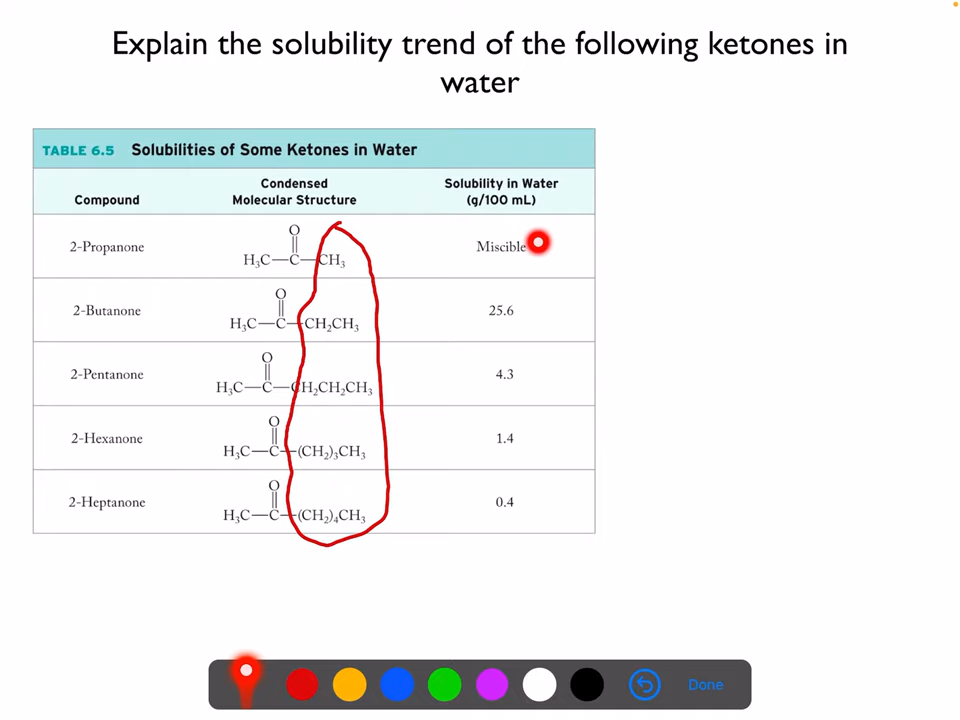 Explain the solubility trend of the following ketones in
water
TABLE 6.5 Solubilities of Some Ketones in Water
Compound
Condensed
Molecular Structure
Solubility in Water
(g/100 mL)
2-Propanone
O
H₃C—C—CH₃
Miscible
2-Butanone
O
H₃C—C—CH₂CH₃
25.6
2-Pentanone
O
H₃C—C—CH₂CH₂CH₃
4.3
2-Hexanone
O
H₃C—C—(CH₂)₃CH₃
1.4
2-Heptanone
O
H₃C—C—(CH₂)₄CH₃
0.4
Done